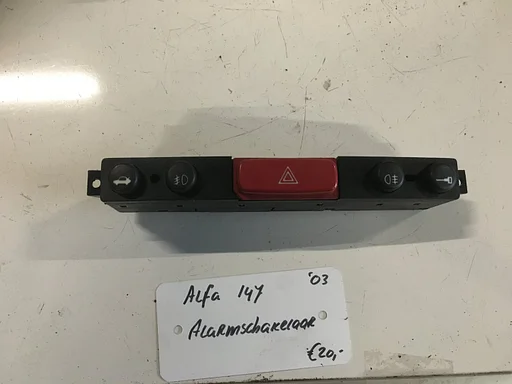 Alfa 147 '03
Alarmschakelaar
€20,-